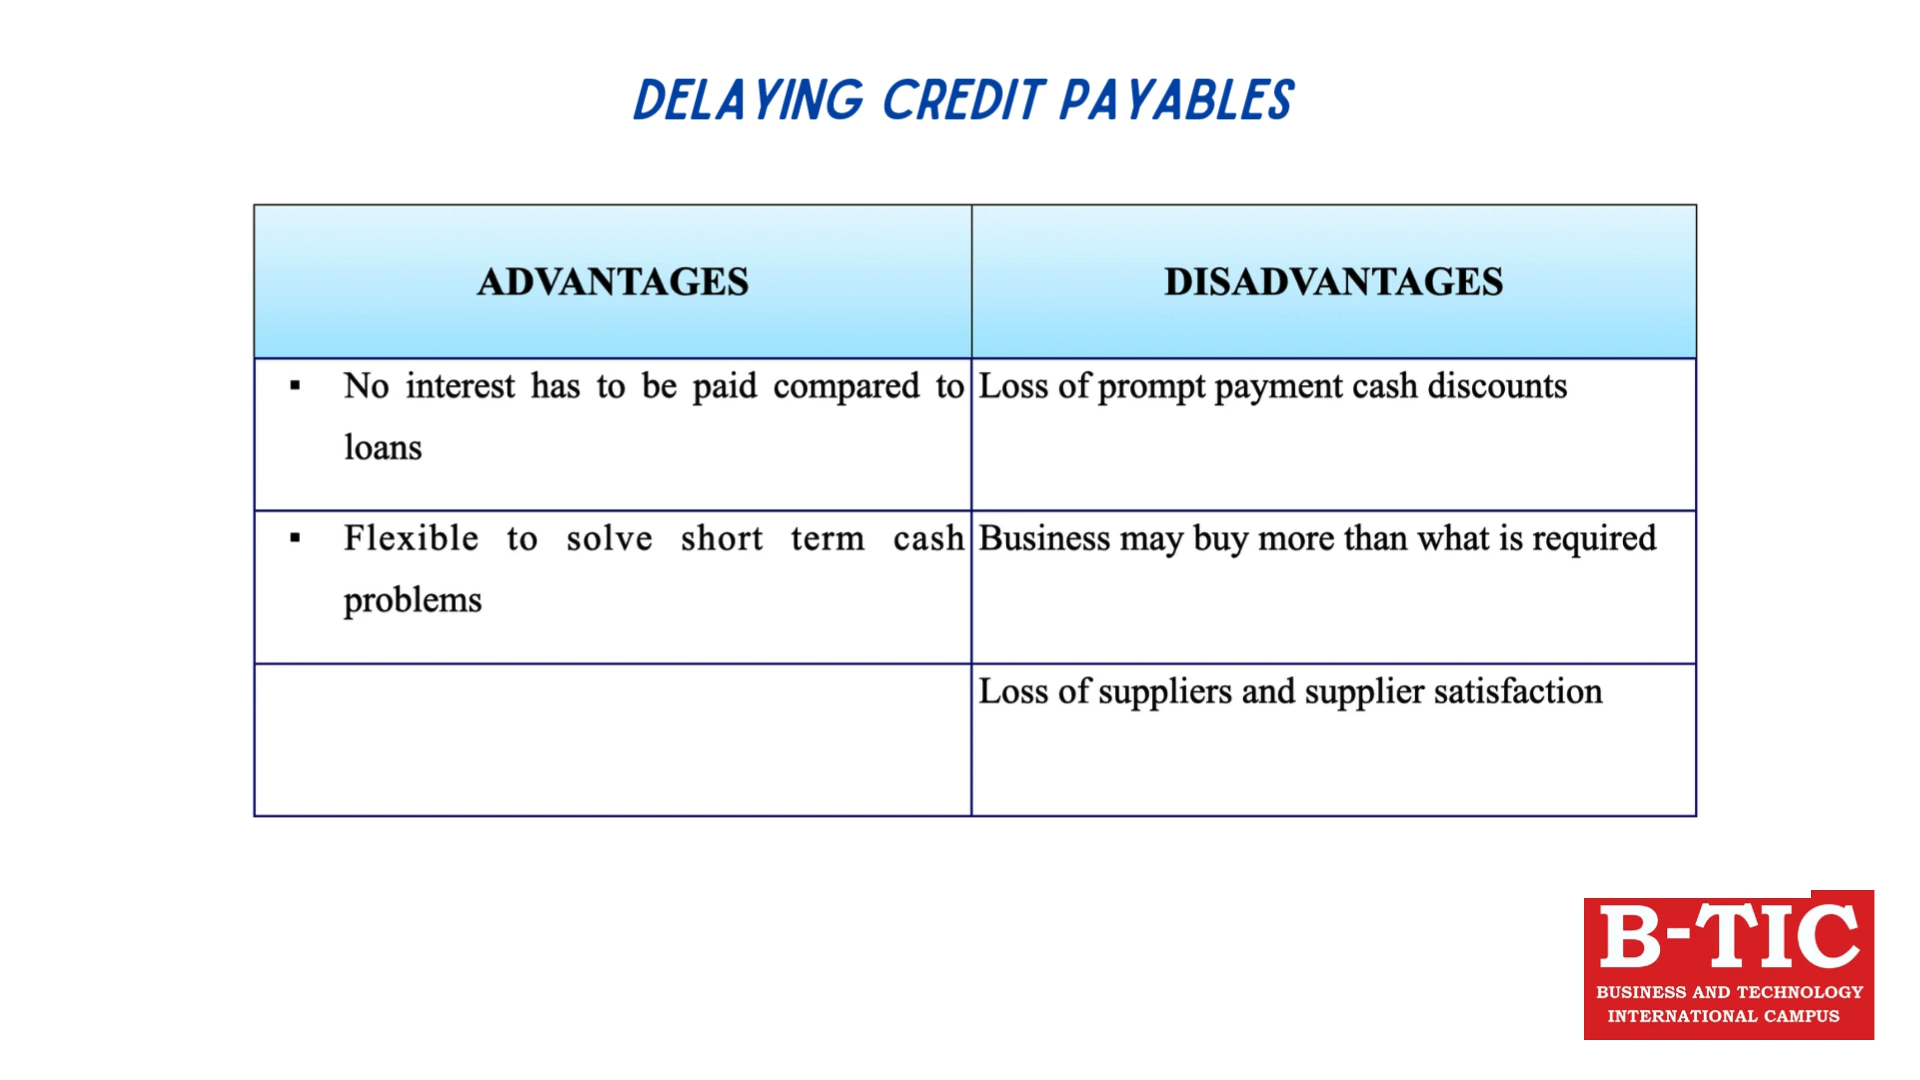 DELAYING CREDIT PAYABLES
ADVANTAGES
DISADVANTAGES
▪ No interest has to be paid compared to
loans
Loss of prompt payment cash discounts
▪ Flexible to solve short term cash
problems
Business may buy more than what is required
Loss of suppliers and supplier satisfaction
B-TIC
BUSINESS AND TECHNOLOGY
INTERNATIONAL CAMPUS